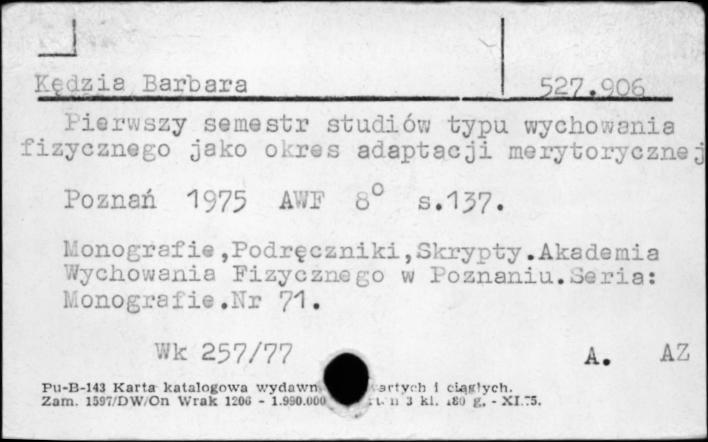 Kędzia Barbara 527.906
Pierwszy semestr studiów typu wychowania
fizycznego jako okres adaptacji merytorycznej
Poznań 1975 AWF 8° s.137.
Monografie,Podręczniki,Skrypty.Akademia
Wychowania Fizycznego w Poznaniu.Seria:
Monografie.Nr 71.
Wk 257/77 A. AZ
Pu-B-143 Karta katalogowa wydawn i ciągłych.
Zam. 1597/DW/On Wrak 1206 - 1.990.000 3 kl. 180 g. - XI.75.